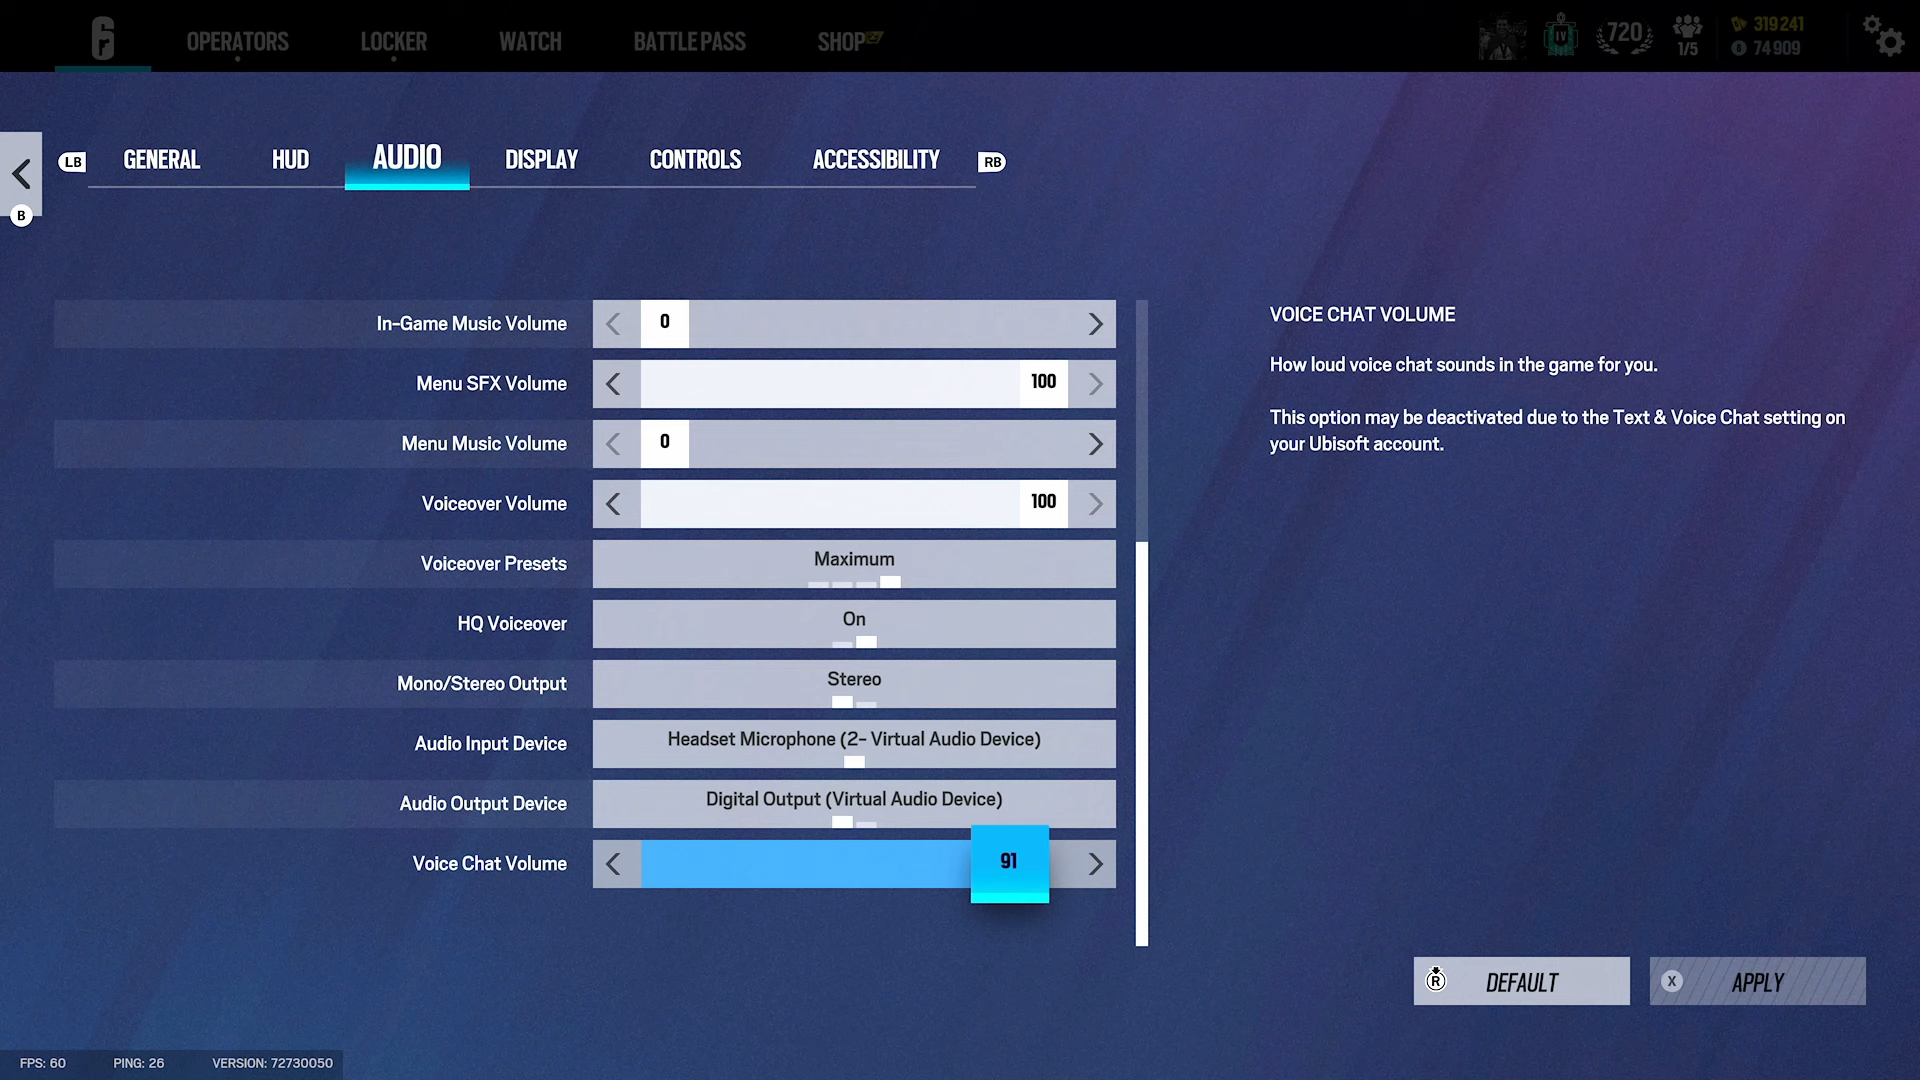 OPERATORS LOCKER WATCH BATTLE PASS SHOP IV 720 1/5 319 241
74 909
LB GENERAL HUD AUDIO DISPLAY CONTROLS ACCESSIBILITY RB
B
In-Game Music Volume 0
Menu SFX Volume 100
Menu Music Volume 0
Voiceover Volume 100
Voiceover Presets Maximum
HQ Voiceover On
Mono/Stereo Output Stereo
Audio Input Device Headset Microphone (2- Virtual Audio Device)
Audio Output Device Digital Output (Virtual Audio Device)
Voice Chat Volume 91
VOICE CHAT VOLUME
How loud voice chat sounds in the game for you.
This option may be deactivated due to the Text & Voice Chat setting on
your Ubisoft account.
R DEFAULT X APPLY
FPS: 60 PING: 26 VERSION: 72730050